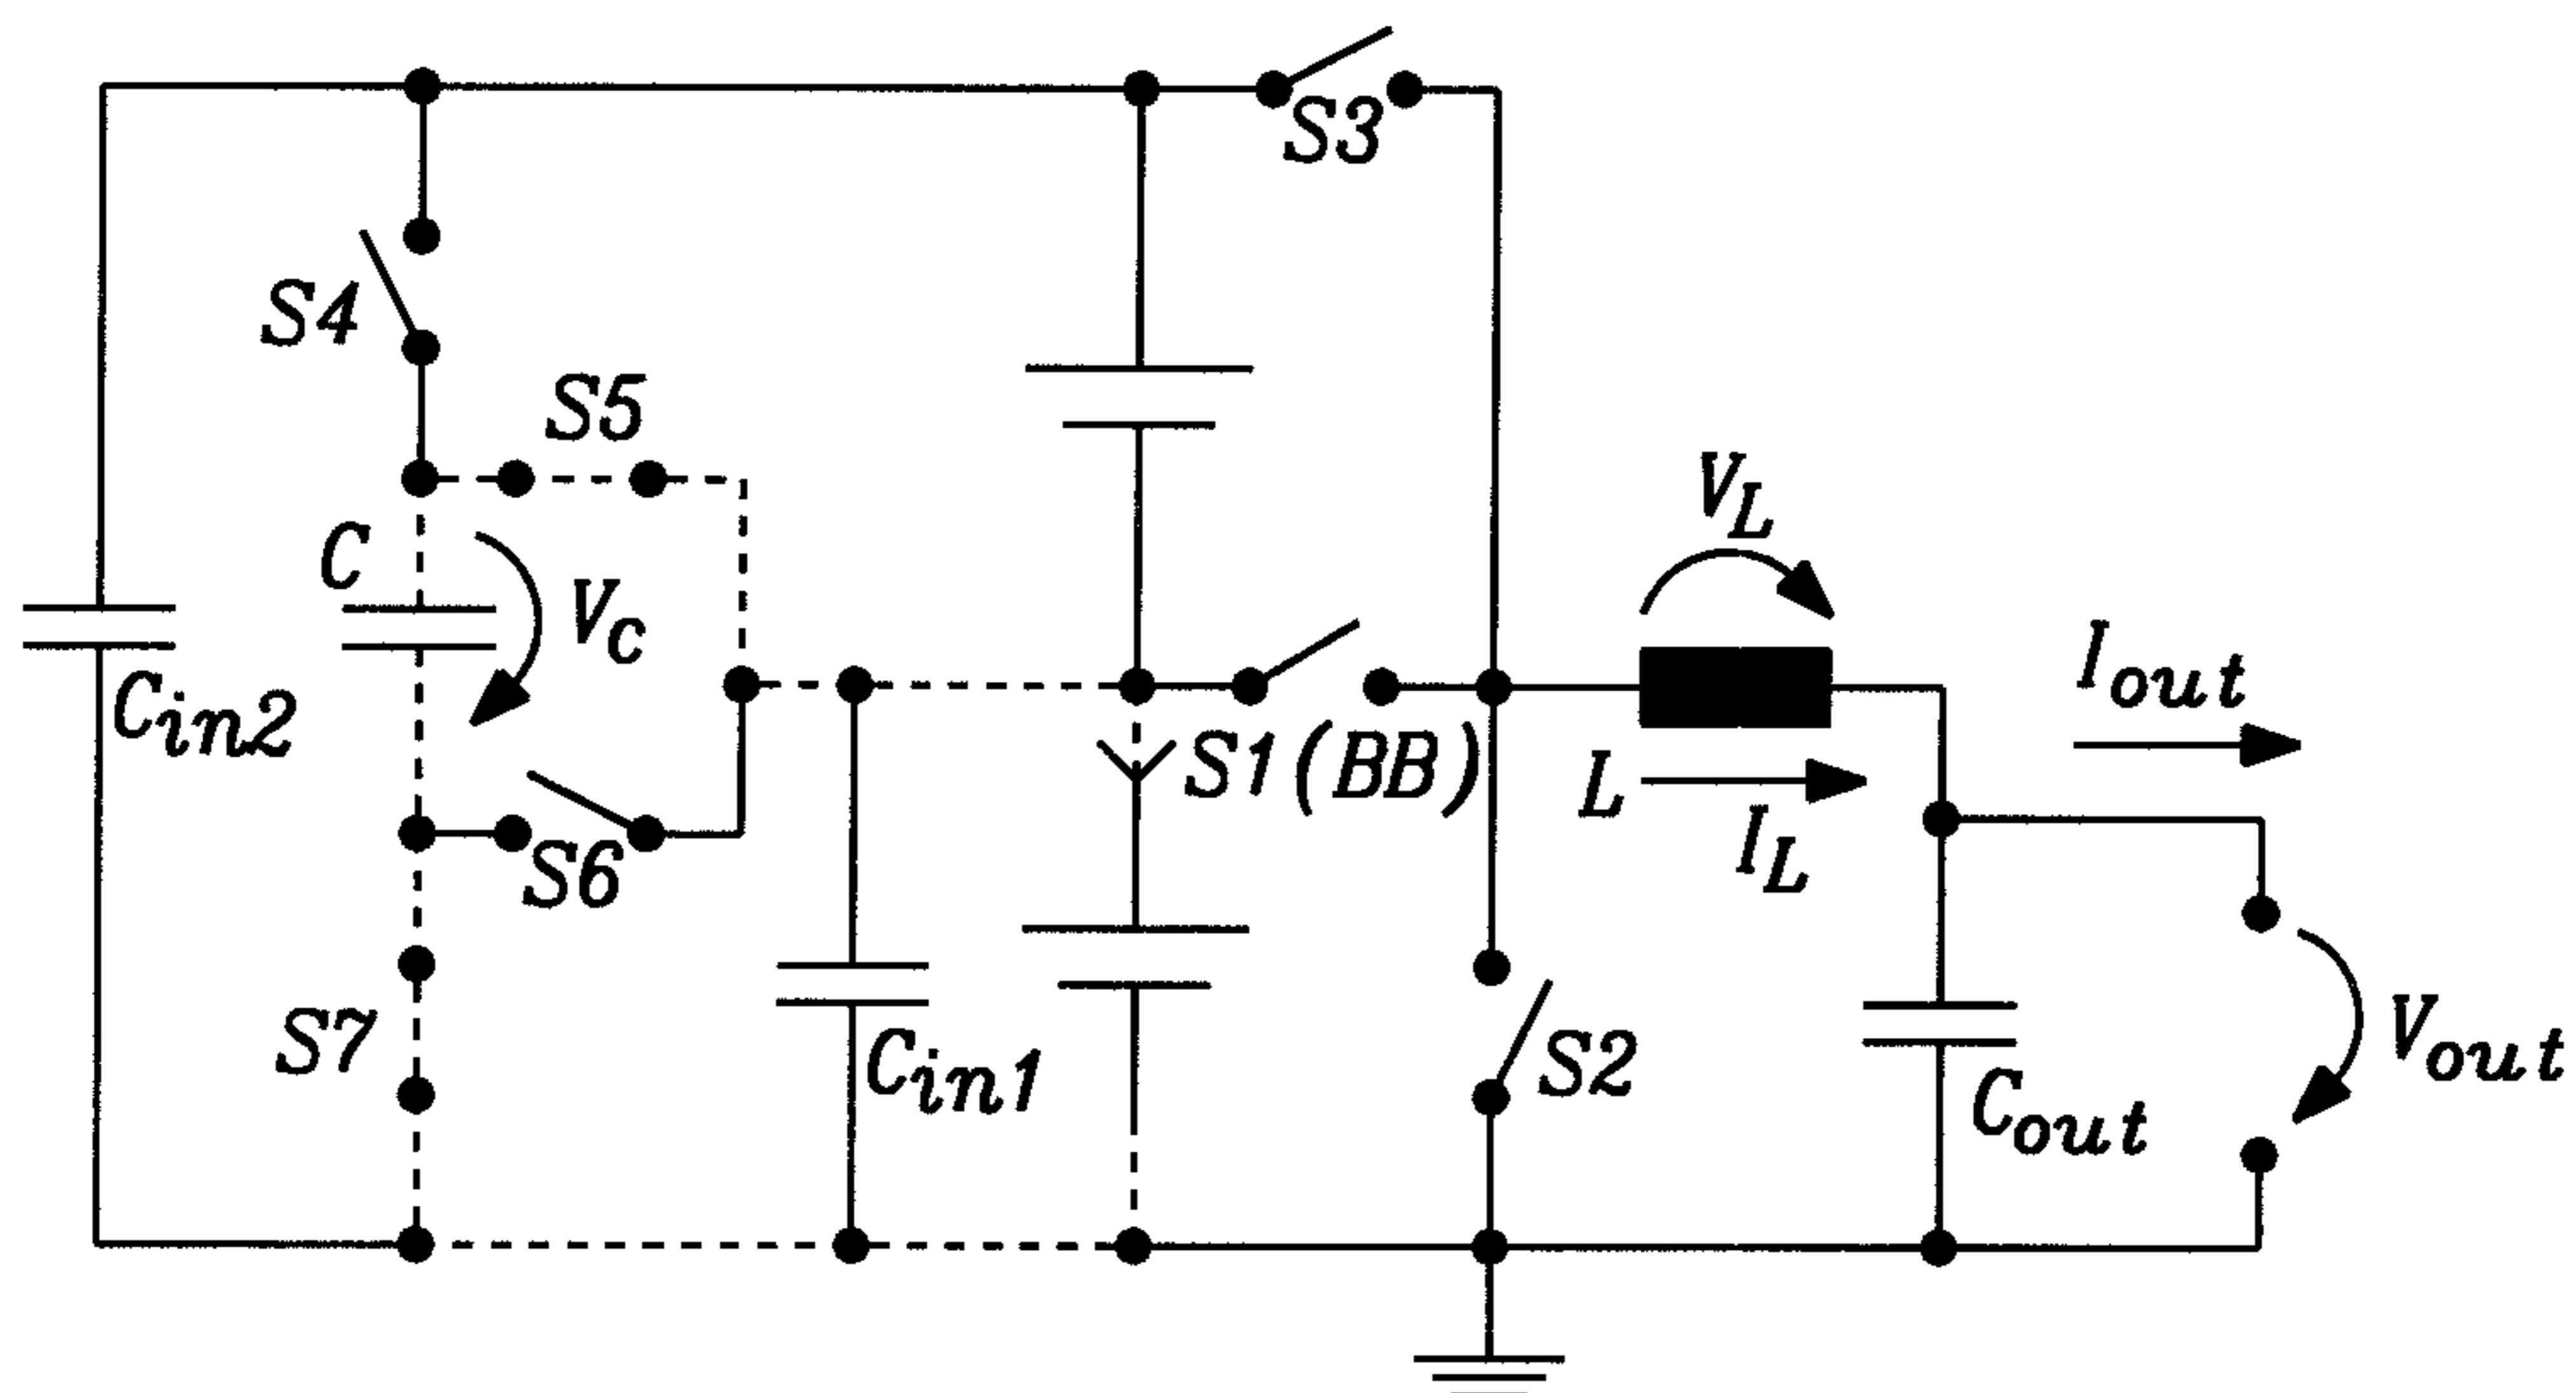 S3
S4
S5
V_L
C
V_C
I_out
C_in2
S1(BB)
L
I_L
S6
S7
C_in1
S2
C_out
V_out